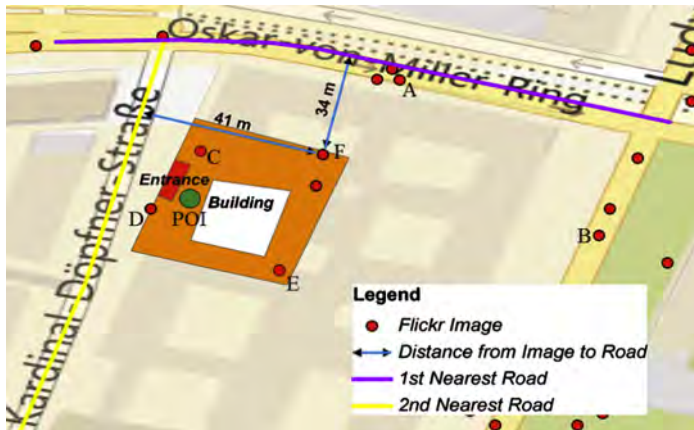 Oskar von Miller Ring
Lud
A
41 m
34 m
C
F
Entrance
Building
D
POI
B
E
Kardinal-Döpfner-Straße
Legend
Flickr Image
Distance from Image to Road
1st Nearest Road
2nd Nearest Road